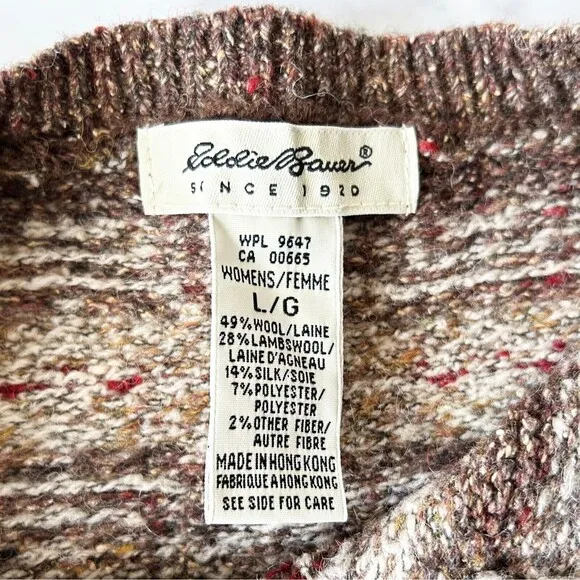 Eddie Bauer®
SINCE 1920
WPL 9647
CA 00665
WOMENS/FEMME
L/G
49% WOOL/LAINE
28% LAMBSWOOL/
LAINE D'AGNEAU
14% SILK/SOIE
7% POLYESTER/
POLYESTER
2% OTHER FIBER/
AUTRE FIBRE
MADE IN HONG KONG
FABRIQUE A HONG KONG
SEE SIDE FOR CARE